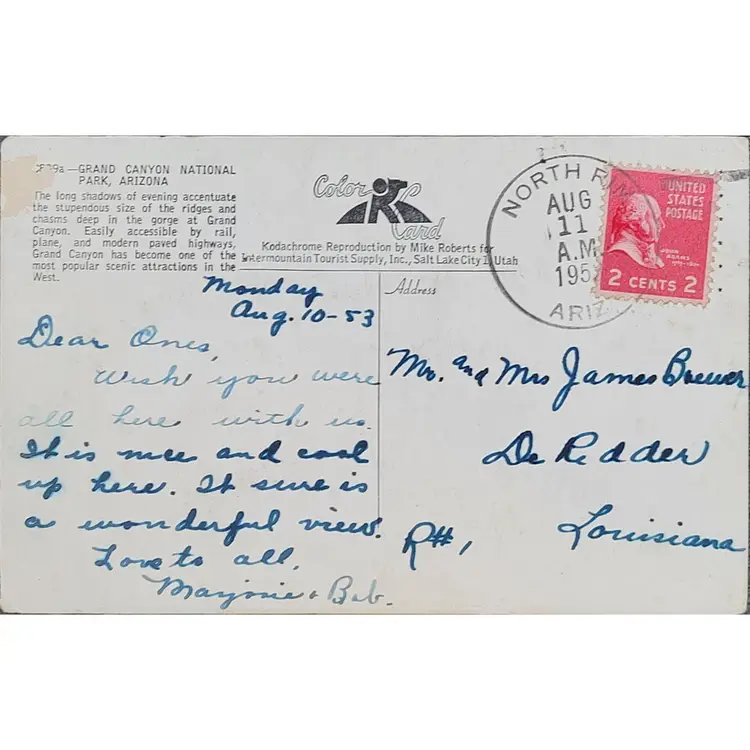 —GRAND CANYON NATIONAL
PARK, ARIZONA
The long shadows of evening accentuate
the stupendous size of the ridges and
chasms deep in the gorge at Grand
Canyon. Easily accessible by rail,
plane, and modern paved highways,
Grand Canyon has become one of the
most popular scenic attractions in the
West.
Color
Card
Kodachrome Reproduction by Mike Roberts for
Intermountain Tourist Supply, Inc., Salt Lake City 1, Utah
NORTH RIM
AUG
11
A.M
195
ARIZ
UNITED
STATES
POSTAGE
JOHN
ADAMS
2 CENTS 2
Monday
Aug. 10-53
Dear Ones,
Wish you were
all here with us.
It is nice and cool
up here. It sure is
a wonderful view.
Love to all.
Marjorie + Bob.
Address
Mr. and Mrs James Brewer
De Ridder
Louisiana
R#1